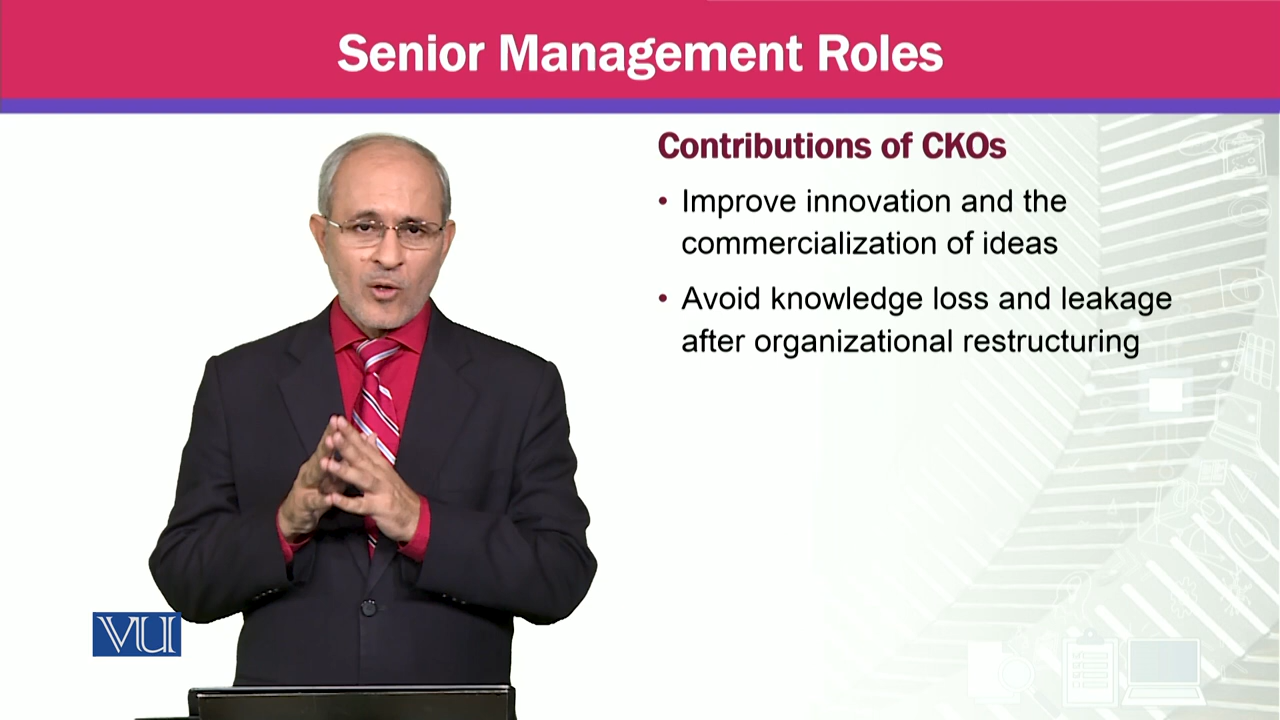 Senior Management Roles
Contributions of CKOs
• Improve innovation and the
commercialization of ideas
• Avoid knowledge loss and leakage
after organizational restructuring
VU